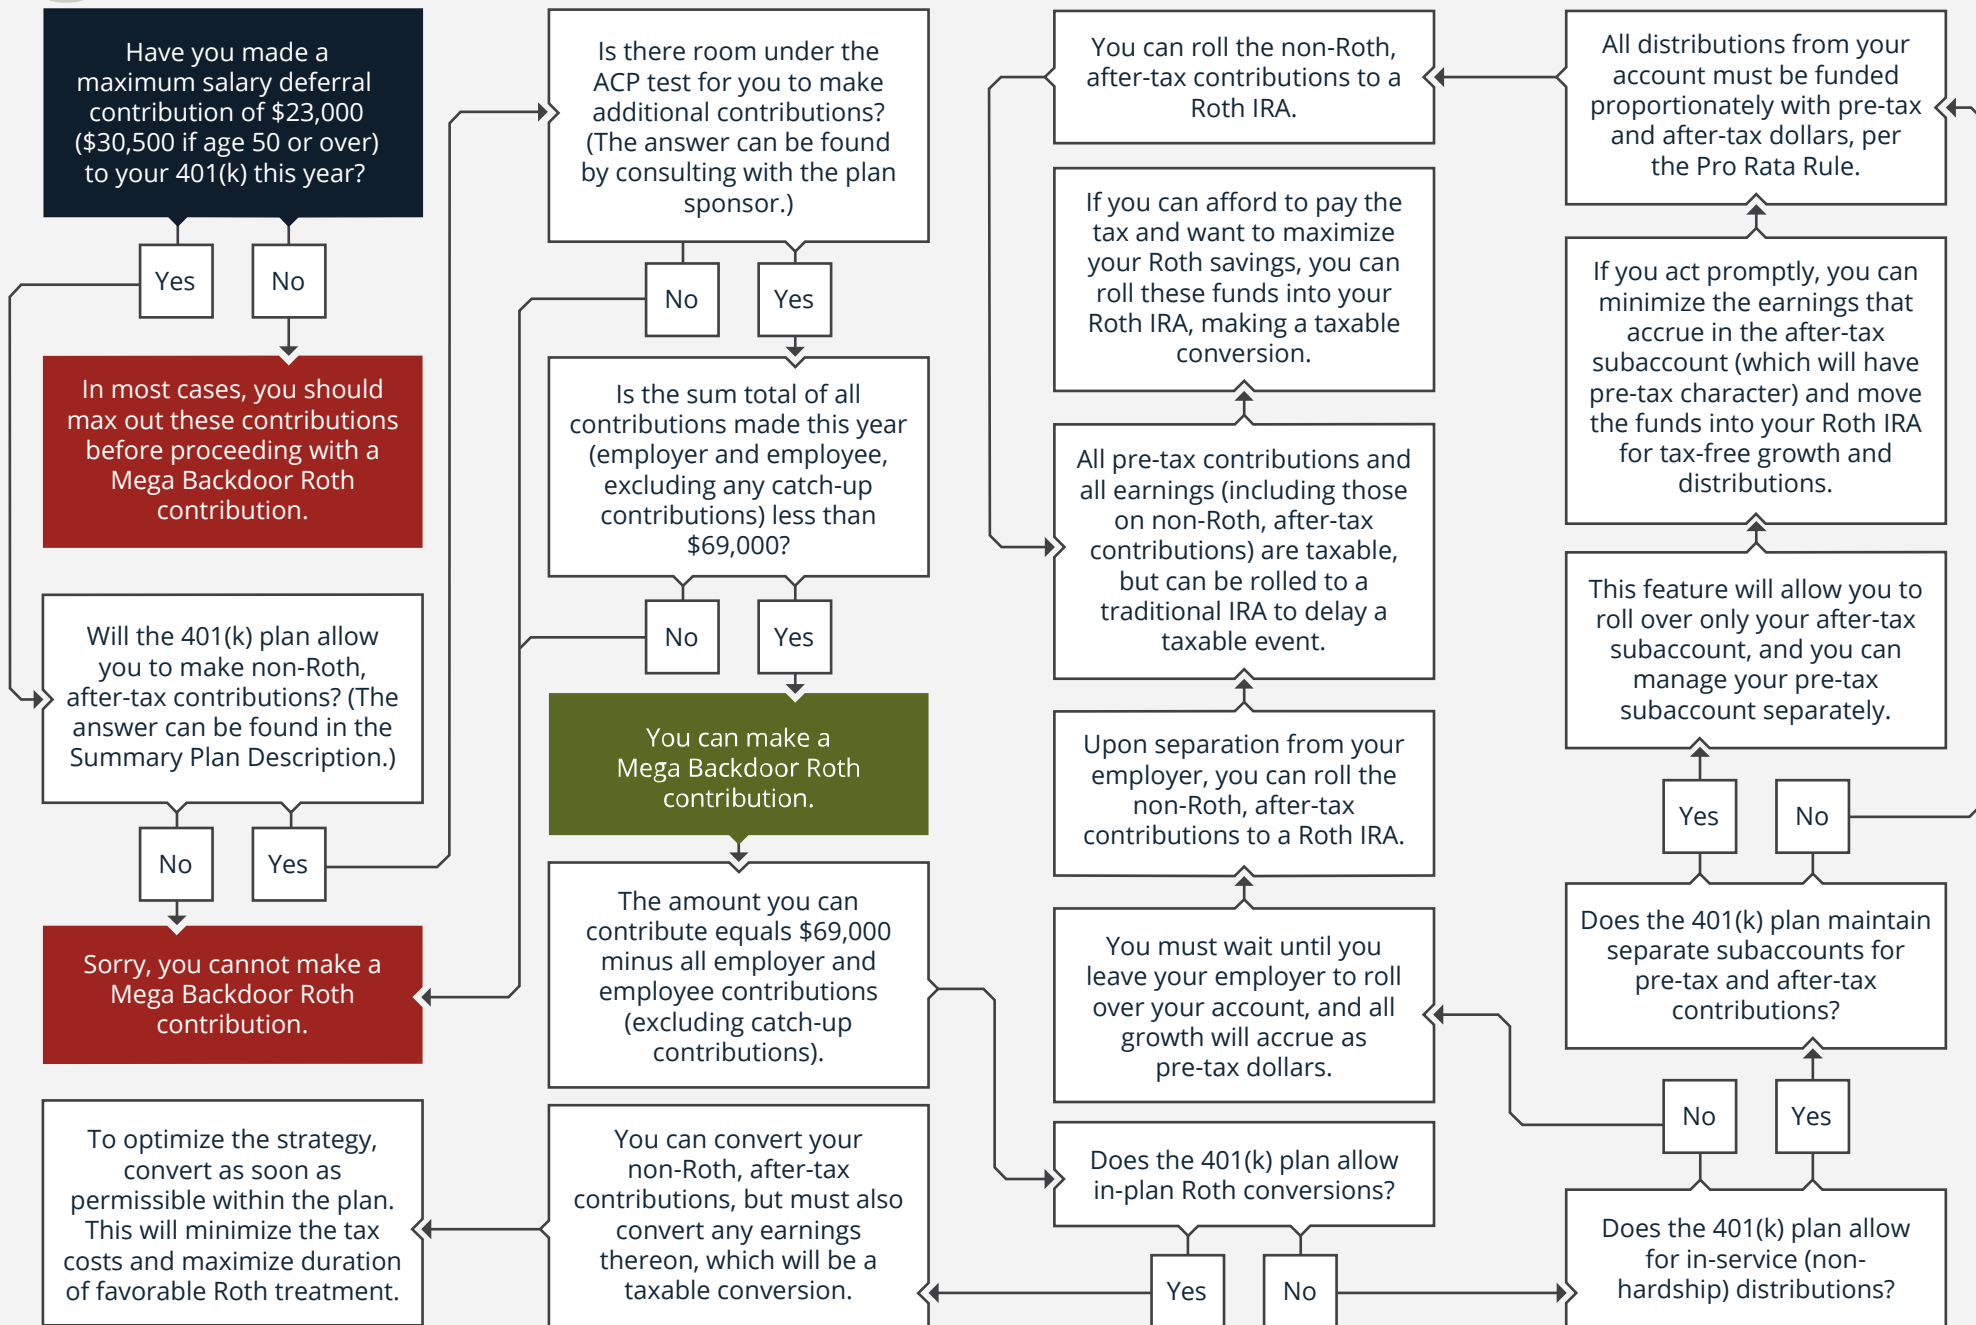 Have you made a
maximum salary deferral
contribution of $23,000
($30,500 if age 50 or over)
to your 401(k) this year?
Yes
No
In most cases, you should
max out these contributions
before proceeding with a
Mega Backdoor Roth
contribution.
Will the 401(k) plan allow
you to make non-Roth,
after-tax contributions? (The
answer can be found in the
Summary Plan Description.)
No
Yes
Sorry, you cannot make a
Mega Backdoor Roth
contribution.
Is there room under the
ACP test for you to make
additional contributions?
(The answer can be found
by consulting with the plan
sponsor.)
No
Yes
Is the sum total of all
contributions made this year
(employer and employee,
excluding any catch-up
contributions) less than
$69,000?
No
Yes
You can make a
Mega Backdoor Roth
contribution.
The amount you can
contribute equals $69,000
minus all employer and
employee contributions
(excluding catch-up
contributions).
Does the 401(k) plan allow
in-plan Roth conversions?
Yes
No
You can convert your
non-Roth, after-tax
contributions, but must also
convert any earnings
thereon, which will be a
taxable conversion.
To optimize the strategy,
convert as soon as
permissible within the plan.
This will minimize the tax
costs and maximize duration
of favorable Roth treatment.
Does the 401(k) plan allow
for in-service (non-
hardship) distributions?
No
Yes
You must wait until you
leave your employer to roll
over your account, and all
growth will accrue as
pre-tax dollars.
Upon separation from your
employer, you can roll the
non-Roth, after-tax
contributions to a Roth IRA.
All pre-tax contributions and
all earnings (including those
on non-Roth, after-tax
contributions) are taxable,
but can be rolled to a
traditional IRA to delay a
taxable event.
If you can afford to pay the
tax and want to maximize
your Roth savings, you can
roll these funds into your
Roth IRA, making a taxable
conversion.
Does the 401(k) plan maintain
separate subaccounts for
pre-tax and after-tax
contributions?
Yes
No
This feature will allow you to
roll over only your after-tax
subaccount, and you can
manage your pre-tax
subaccount separately.
If you act promptly, you can
minimize the earnings that
accrue in the after-tax
subaccount (which will have
pre-tax character) and move
the funds into your Roth IRA
for tax-free growth and
distributions.
All distributions from your
account must be funded
proportionately with pre-tax
and after-tax dollars, per
the Pro Rata Rule.
You can roll the non-Roth,
after-tax contributions to a
Roth IRA.